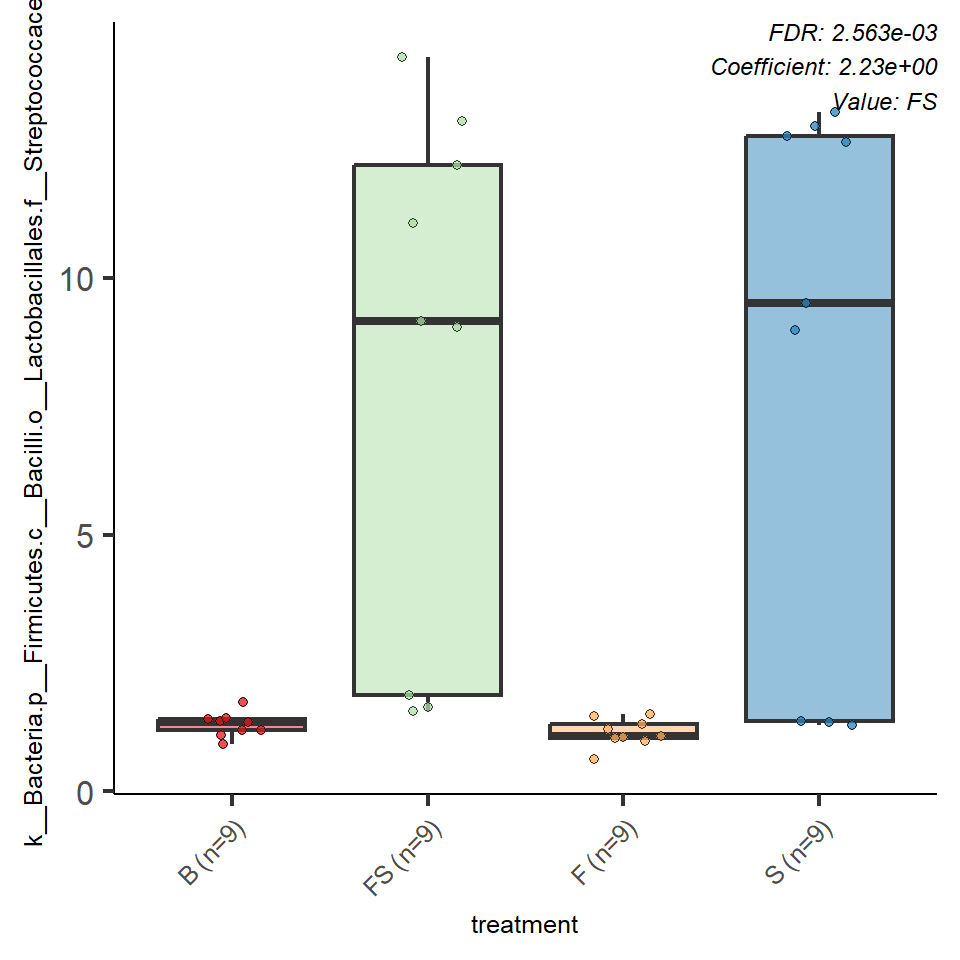 FDR: 2.563e-03
Coefficient: 2.23e+00
Value: FS
k__Bacteria.p__Firmicutes.c__Bacilli.o__Lactobacillales.f__Streptococcace
10
5
0
B (n=9)
FS (n=9)
F (n=9)
S (n=9)
treatment